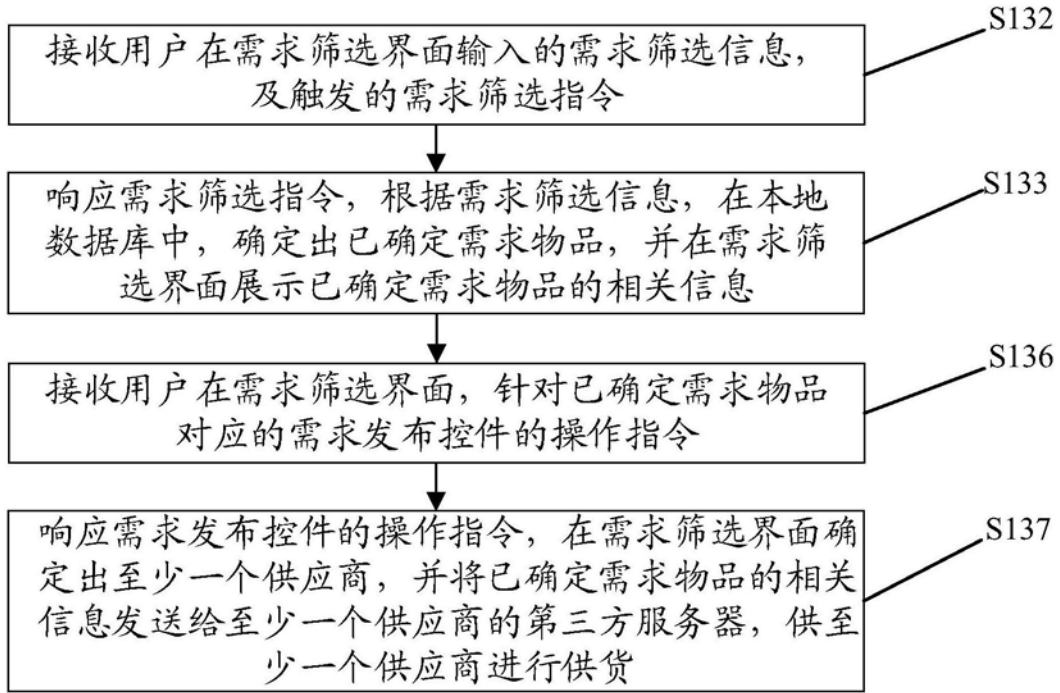 S132
接收用户在需求筛选界面输入的需求筛选信息，
及触发的需求筛选指令
S133
响应需求筛选指令，根据需求筛选信息，在本地
数据库中，确定出已确定需求物品，并在需求筛
选界面展示已确定需求物品的相关信息
S136
接收用户在需求筛选界面，针对已确定需求物品
对应的需求发布控件的操作指令
S137
响应需求发布控件的操作指令，在需求筛选界面确
定出至少一个供应商，并将已确定需求物品的相关
信息发送给至少一个供应商的第三方服务器，供至
少一个供应商进行供货